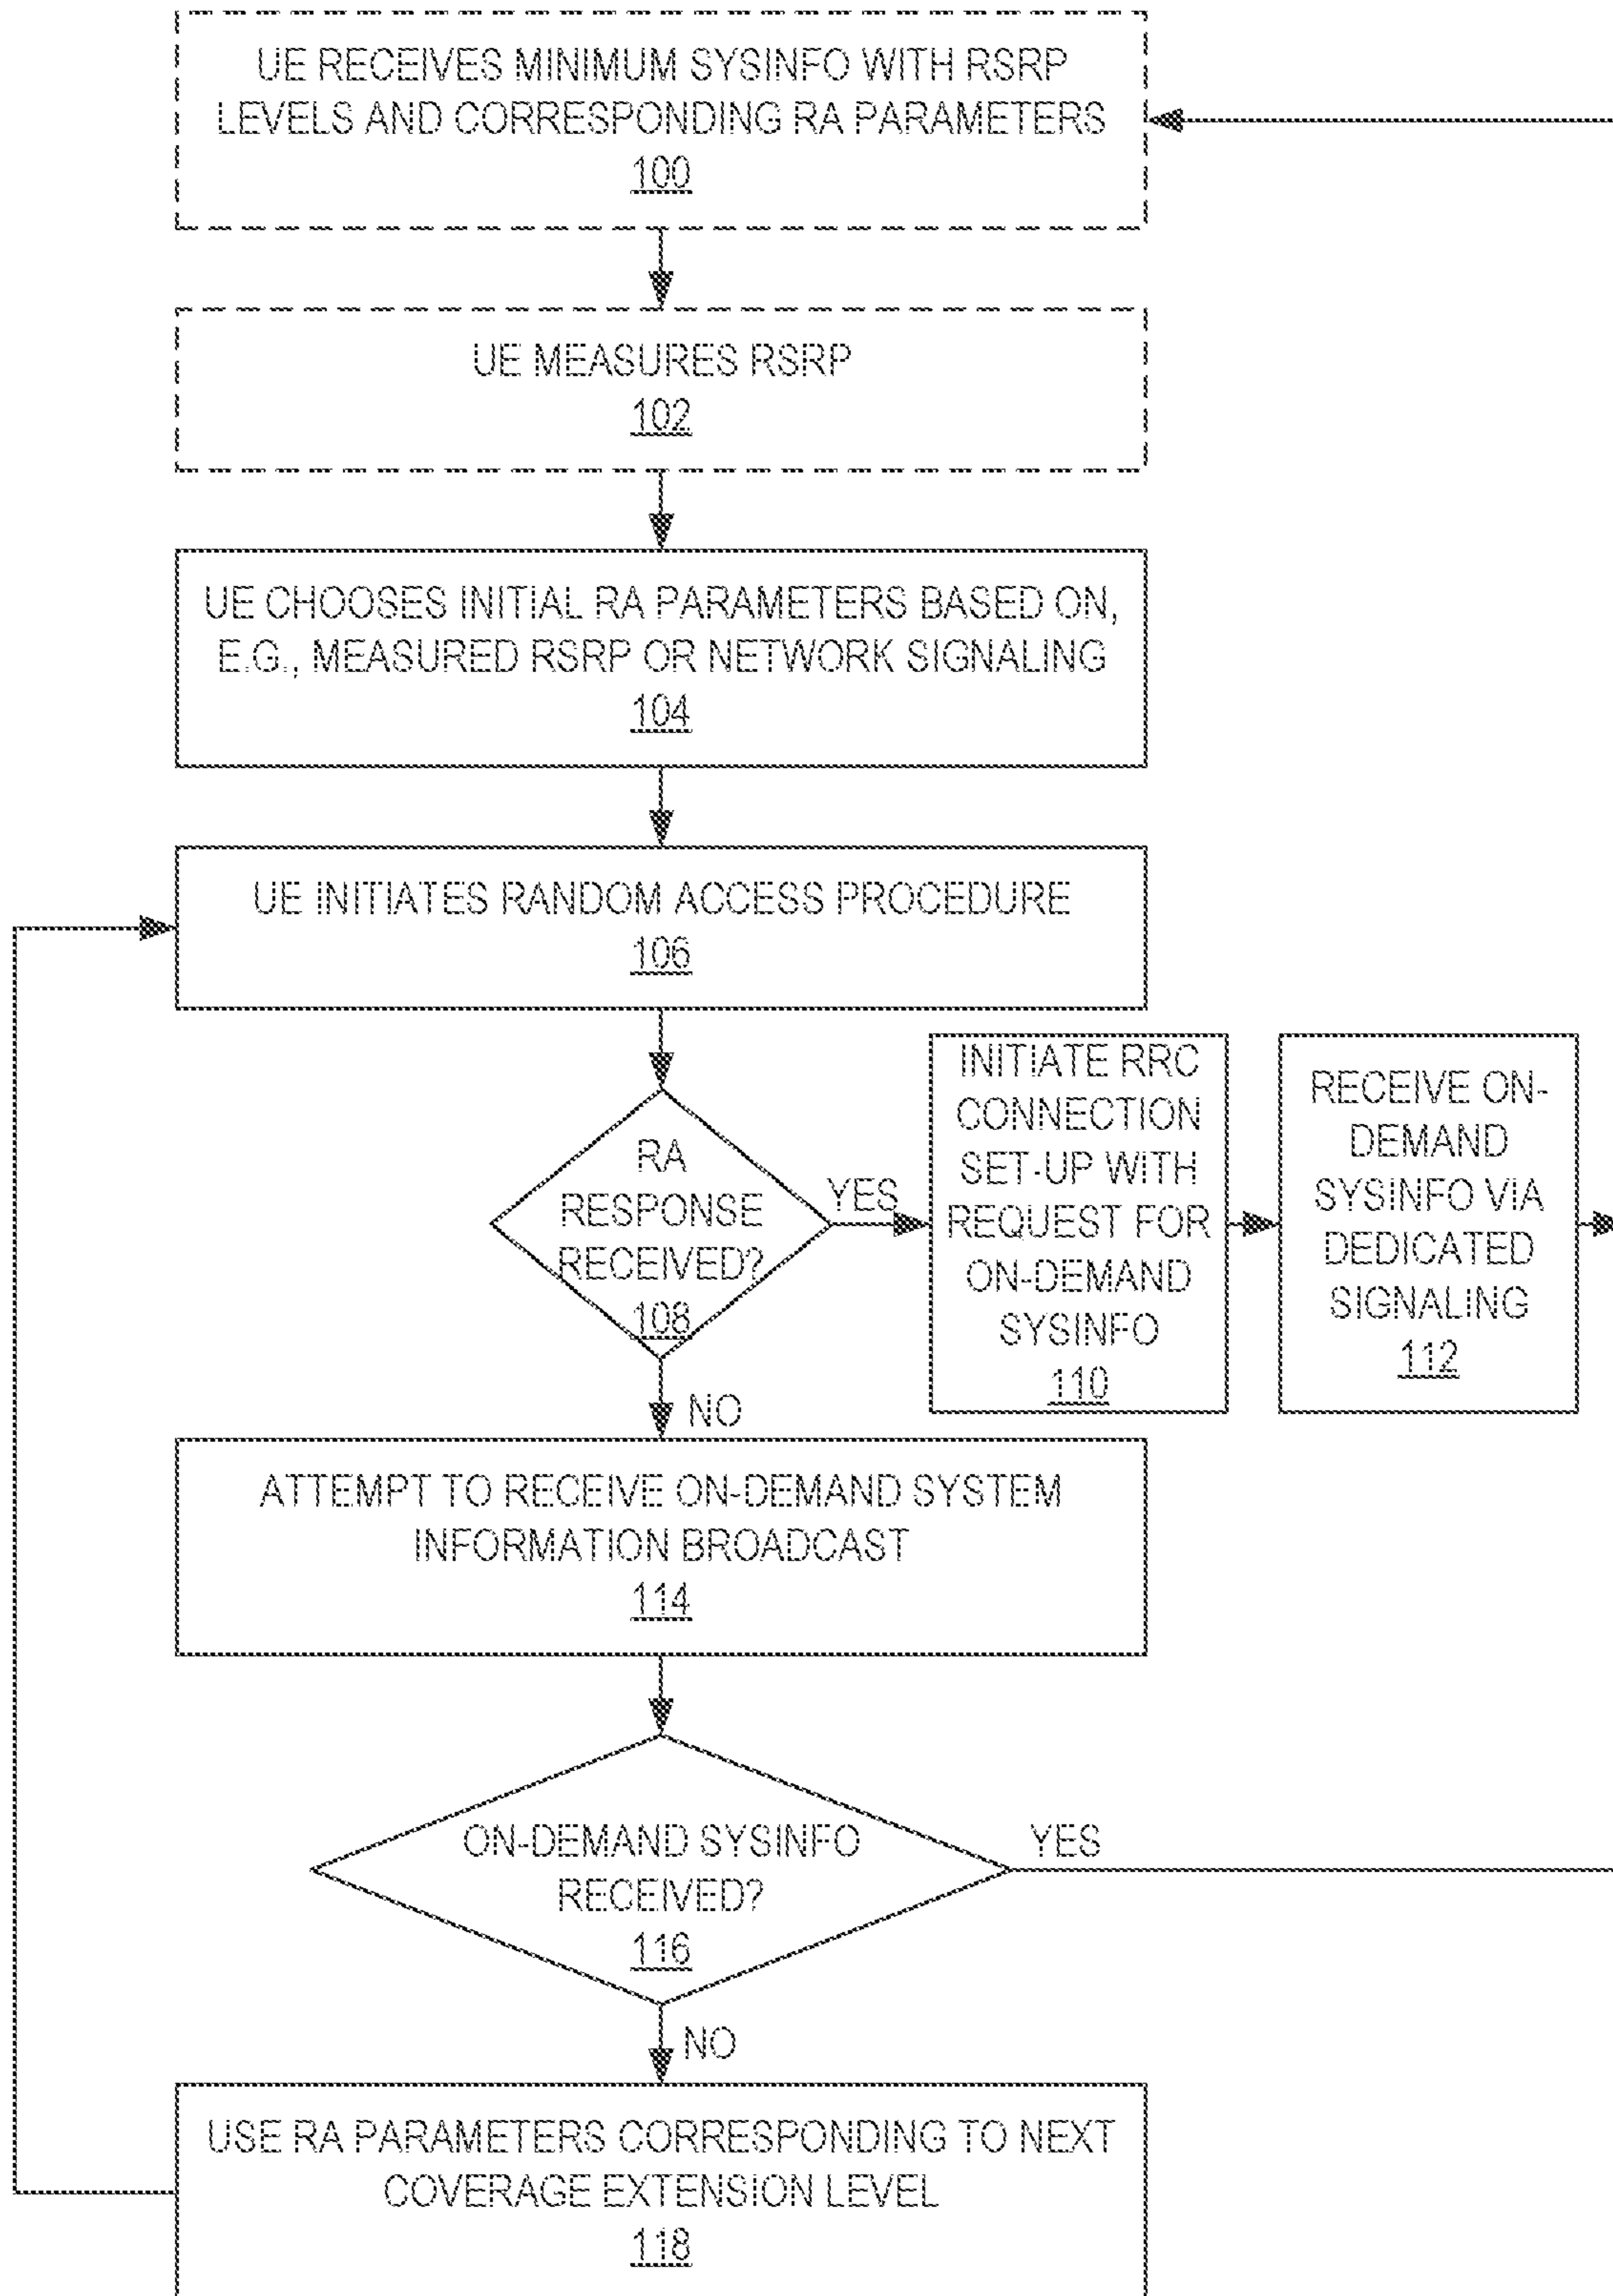 UE RECEIVES MINIMUM SYSINFO WITH RSRP
LEVELS AND CORRESPONDING RA PARAMETERS
100
UE MEASURES RSRP
102
UE CHOOSES INITIAL RA PARAMETERS BASED ON,
E.G., MEASURED RSRP OR NETWORK SIGNALING
104
UE INITIATES RANDOM ACCESS PROCEDURE
106
RA
RESPONSE
RECEIVED?
108
YES
INITIATE RRC
CONNECTION
SET-UP WITH
REQUEST FOR
ON-DEMAND
SYSINFO
110
RECEIVE ON-
DEMAND
SYSINFO VIA
DEDICATED
SIGNALING
112
NO
ATTEMPT TO RECEIVE ON-DEMAND SYSTEM
INFORMATION BROADCAST
114
ON-DEMAND SYSINFO
RECEIVED?
116
YES
NO
USE RA PARAMETERS CORRESPONDING TO NEXT
COVERAGE EXTENSION LEVEL
118